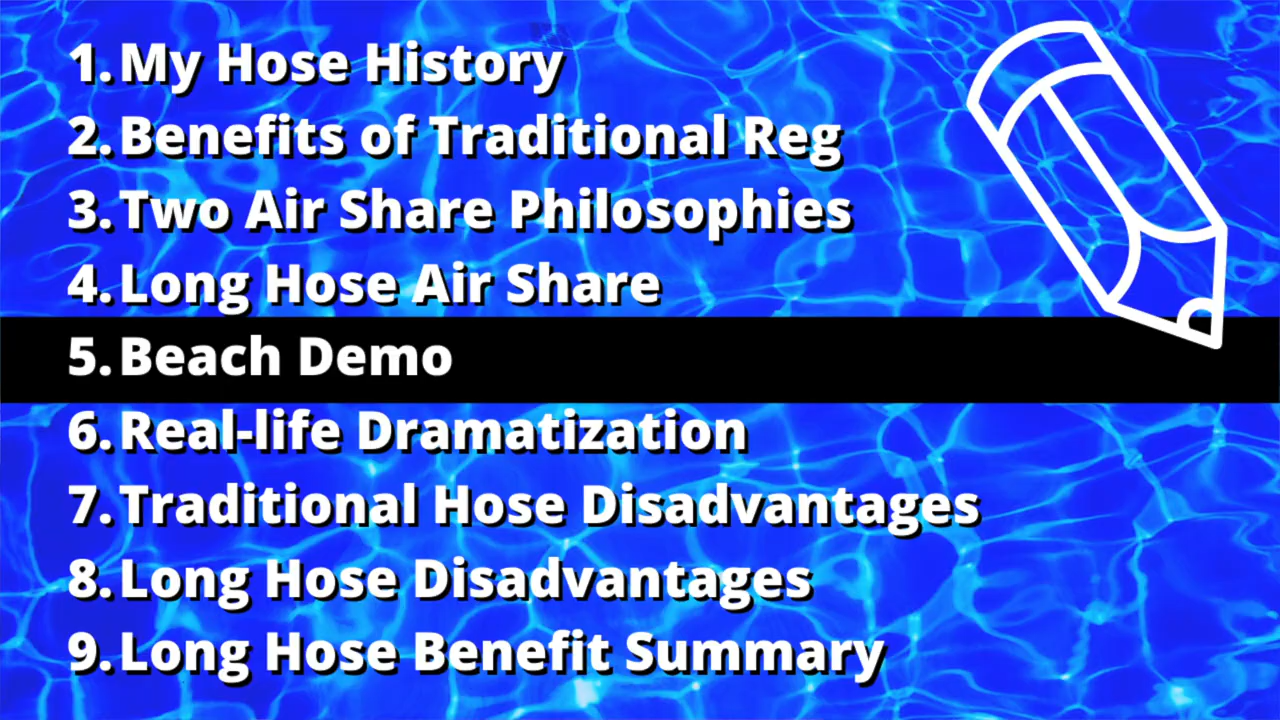 1. My Hose History
2. Benefits of Traditional Reg
3. Two Air Share Philosophies
4. Long Hose Air Share
5. Beach Demo
6. Real-life Dramatization
7. Traditional Hose Disadvantages
8. Long Hose Disadvantages
9. Long Hose Benefit Summary